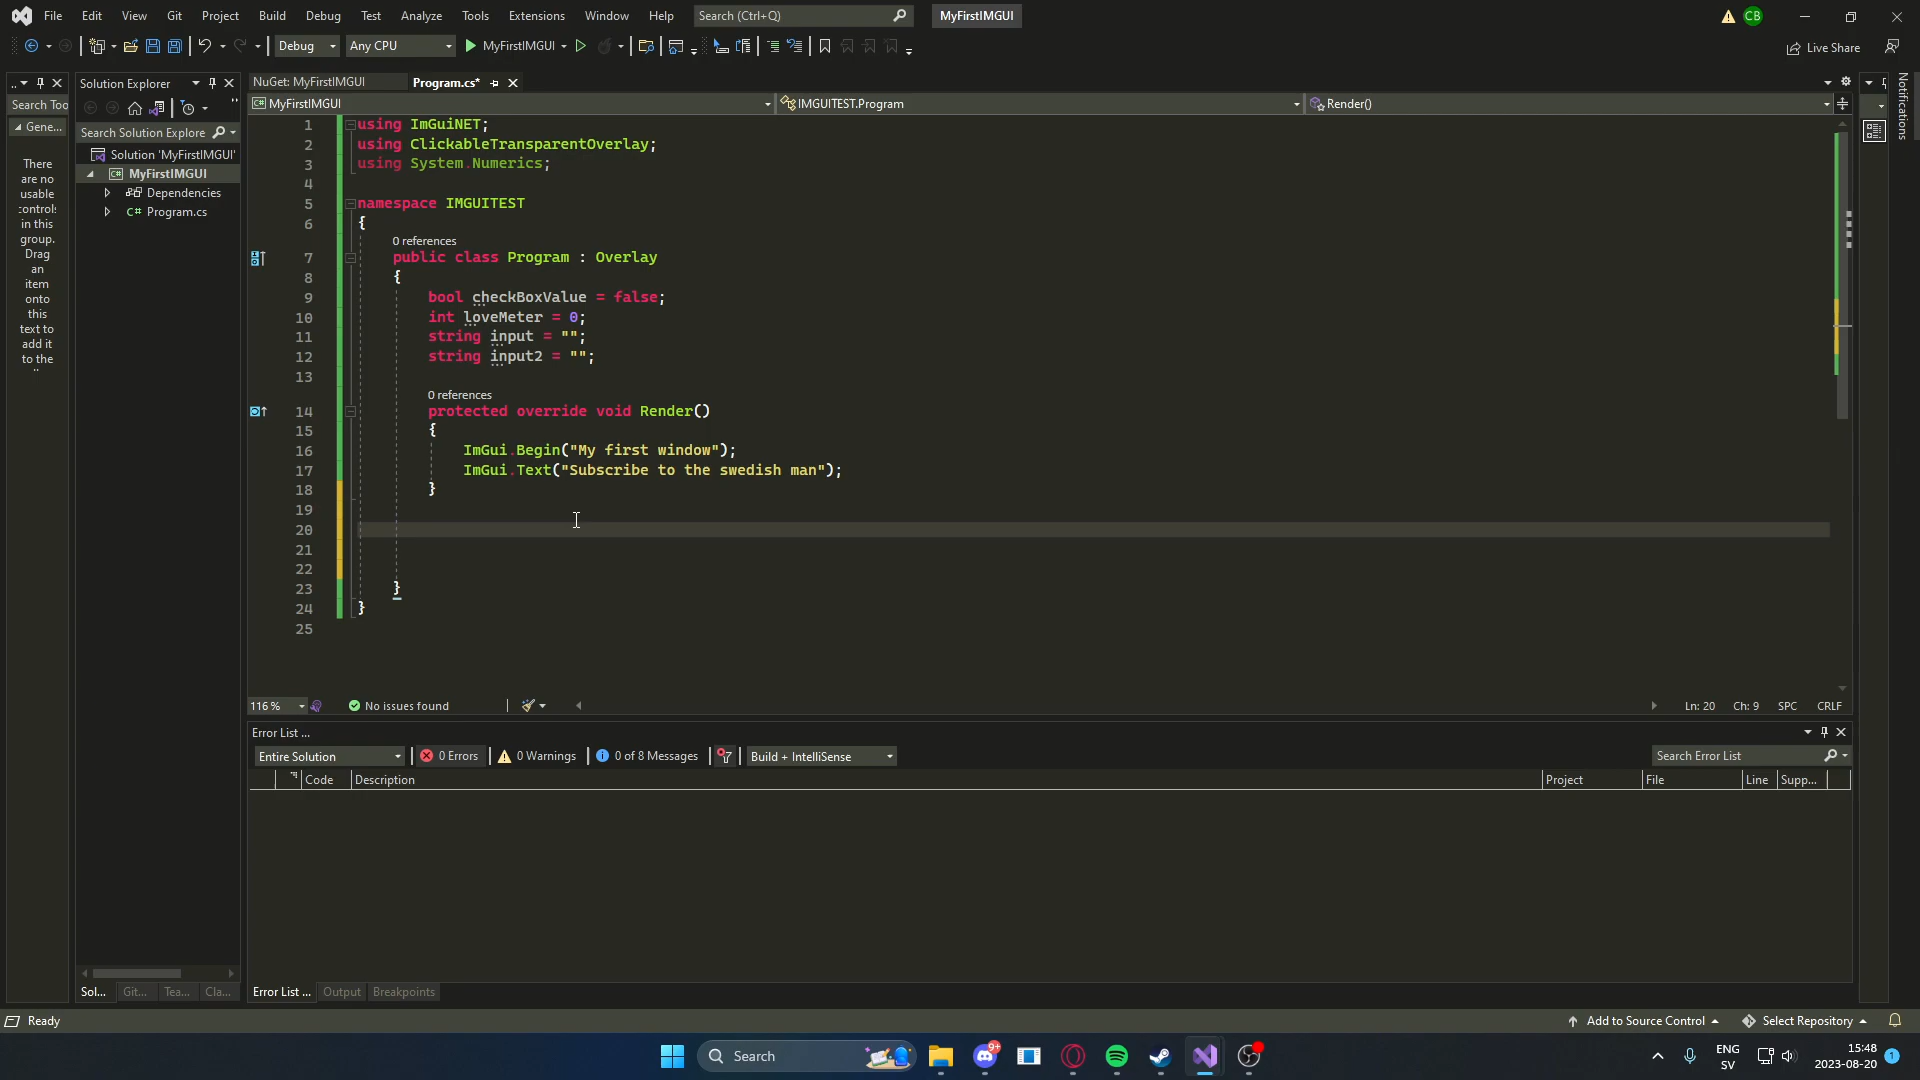 File Edit View Git Project Build Debug Test Analyze Tools Extensions Window Help Search (Ctrl+Q) MyFirstIMGUI CB
Debug Any CPU MyFirstIMGUI Live Share
Solution Explorer
NuGet: MyFirstIMGUI Program.cs*
Search Too
MyFirstIMGUI IMGUITEST.Program Render()
Notifications
Gene...
Search Solution Explore
There
are no
usable
controls
in this
group.
Drag
an
item
onto
this
text to
add it
to the
Solution 'MyFirstIMGUI'
MyFirstIMGUI
Dependencies
C# Program.cs
1 using ImGuiNET;
2 using ClickableTransparentOverlay;
3 using System.Numerics;
4
5 namespace IMGUITEST
6 {
0 references
7 public class Program : Overlay
8 {
9 bool checkBoxValue = false;
10 int loveMeter = 0;
11 string input = "";
12 string input2 = "";
13
0 references
14 protected override void Render()
15 {
16 ImGui.Begin("My first window");
17 ImGui.Text("Subscribe to the swedish man");
18 }
19
20
21
22
23 }
24 }
25
116 % No issues found Ln: 20 Ch: 9 SPC CRLF
Error List ...
Entire Solution 0 Errors 0 Warnings 0 of 8 Messages Build + IntelliSense Search Error List
Code Description Project File Line Supp...
Sol... Git... Tea... Cla... Error List ... Output Breakpoints
Ready Add to Source Control Select Repository
Search 9+ ENG
SV 15:48
2023-08-20 1